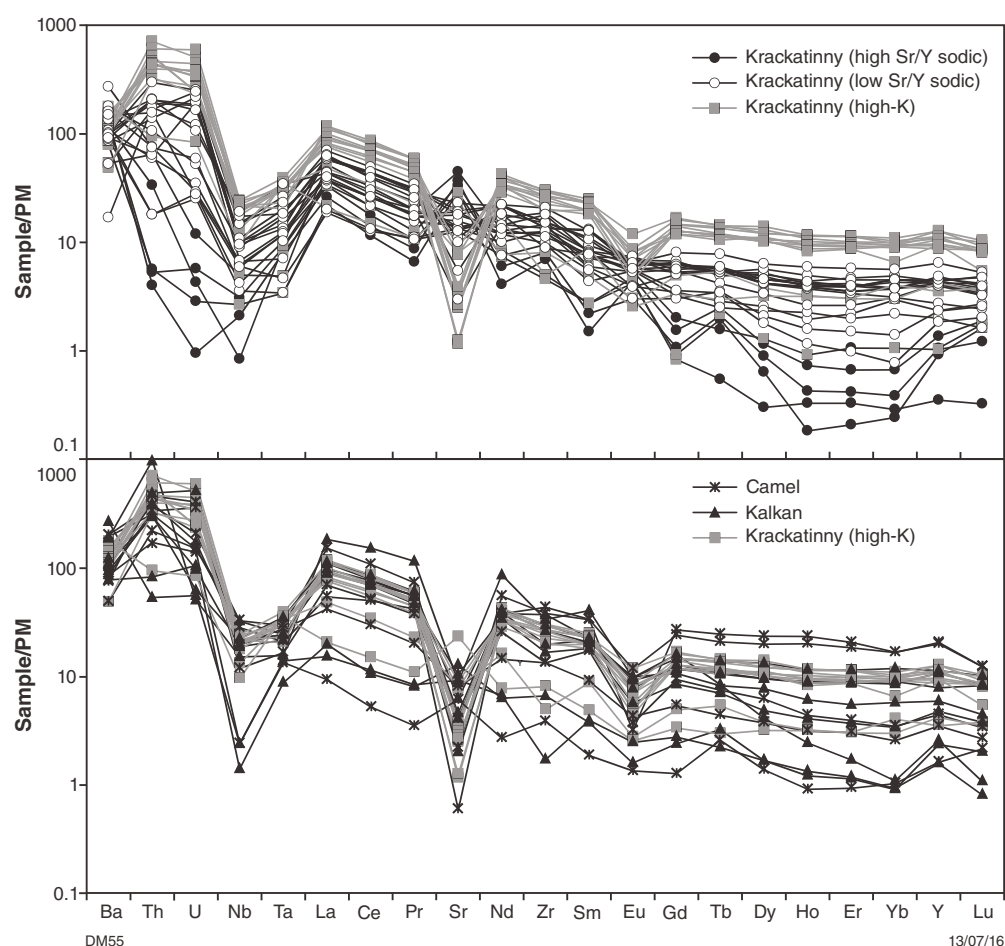 1000
100
10
1
0.1
Sample/PM
Krackatinny (high Sr/Y sodic)
Krackatinny (low Sr/Y sodic)
Krackatinny (high-K)
1000
100
10
1
0.1
Sample/PM
Camel
Kalkan
Krackatinny (high-K)
Ba Th U Nb Ta La Ce Pr Sr Nd Zr Sm Eu Gd Tb Dy Ho Er Yb Y Lu
DM55 13/07/16